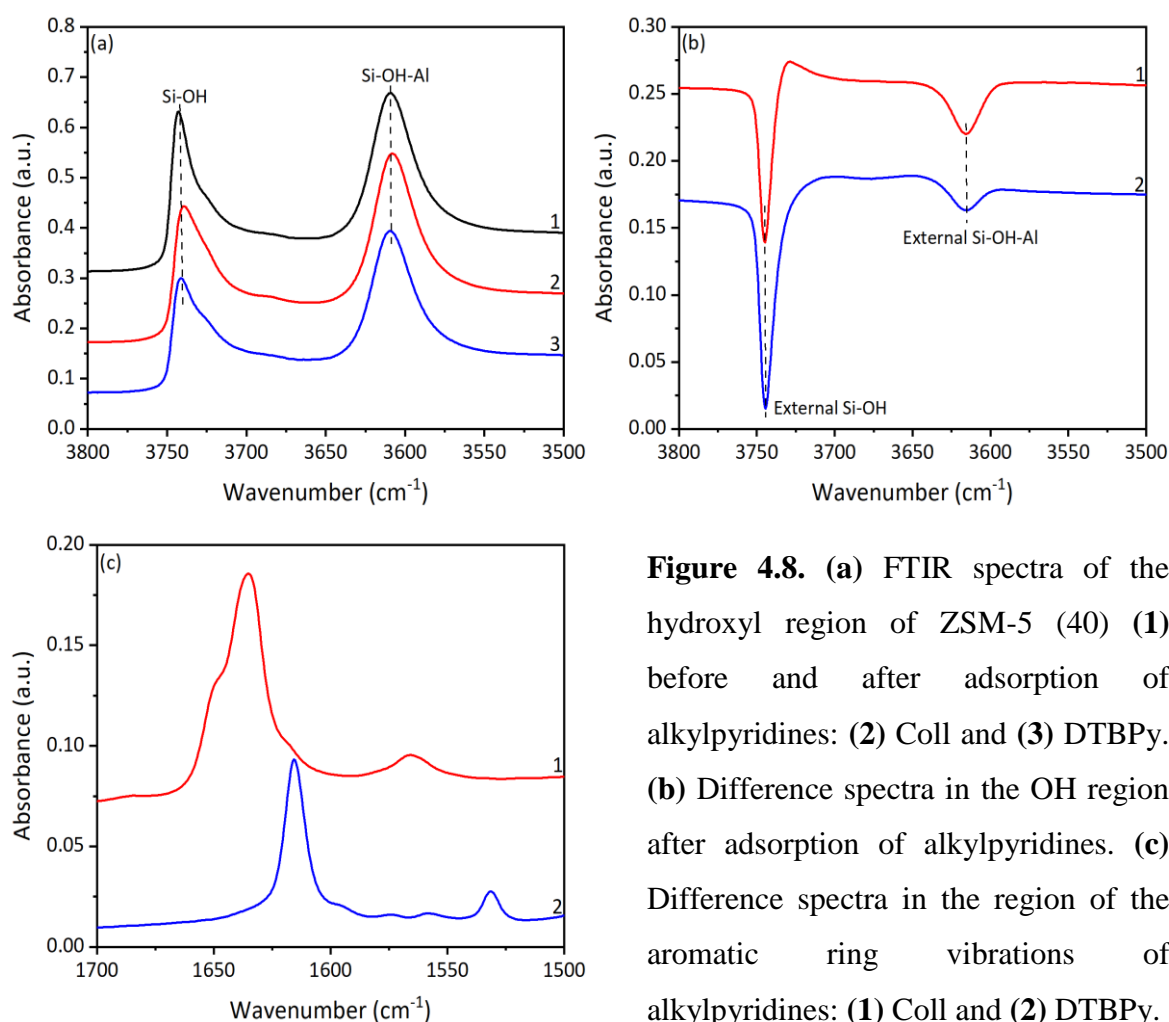 (a)
Si-OH
Si-OH-Al
1
2
3
0.8
0.7
0.6
0.5
0.4
0.3
0.2
0.1
0.0
Absorbance (a.u.)
3800 3750 3700 3650 3600 3550 3500
Wavenumber (cm⁻¹)
(b)
1
2
External Si-OH-Al
External Si-OH
0.30
0.25
0.20
0.15
0.10
0.05
0.00
Absorbance (a.u.)
3800 3750 3700 3650 3600 3550 3500
Wavenumber (cm⁻¹)
(c)
1
2
0.20
0.15
0.10
0.05
0.00
Absorbance (a.u.)
1700 1650 1600 1550 1500
Wavenumber (cm⁻¹)
Figure 4.8. (a) FTIR spectra of the
hydroxyl region of ZSM-5 (40) (1)
before and after adsorption of
alkylpyridines: (2) Coll and (3) DTBPy.
(b) Difference spectra in the OH region
after adsorption of alkylpyridines. (c)
Difference spectra in the region of the
aromatic ring vibrations of
alkylpyridines: (1) Coll and (2) DTBPy.